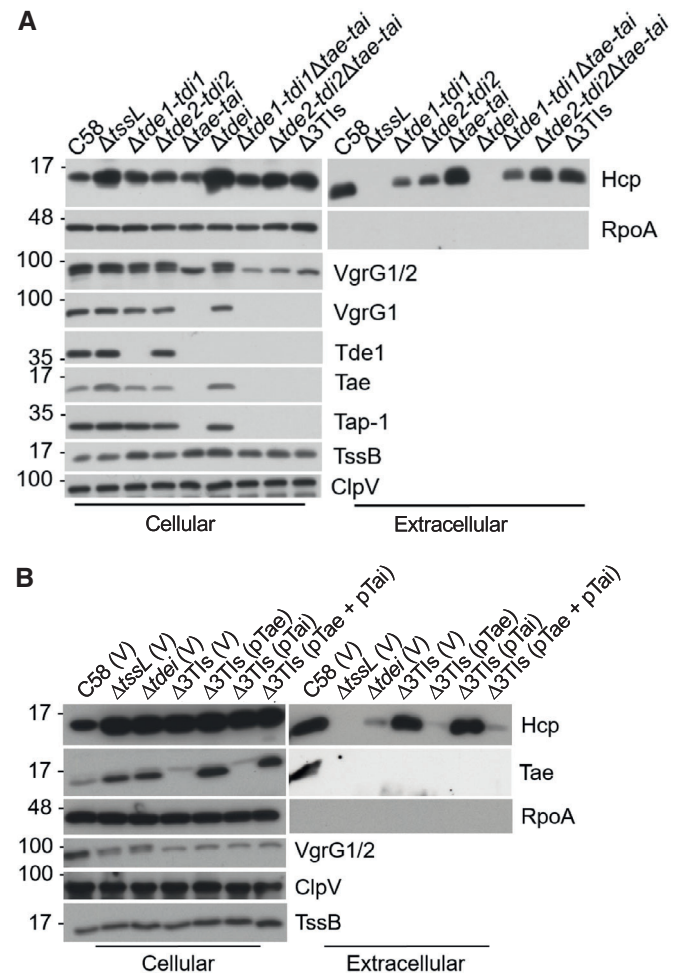 A
C58
ΔtssL
Δtde1-tdi1
Δtde2-tdi2
Δtae-tai
Δtdei
Δtde1-tdi1Δtae-tai
Δtde2-tdi2Δtae-tai
Δ3TIs
C58
ΔtssL
Δtde1-tdi1
Δtde2-tdi2
Δtae-tai
Δtdei
Δtde1-tdi1Δtae-tai
Δtde2-tdi2Δtae-tai
Δ3TIs
17
Hcp
48
RpoA
100
VgrG1/2
100
VgrG1
35
Tde1
17
Tae
35
Tap-1
17
TssB
100
ClpV
Cellular
Extracellular
B
C58 (V)
ΔtssL (V)
Δtdei (V)
Δ3TIs (V)
Δ3TIs (pTae)
Δ3TIs (pTai)
Δ3TIs (pTae + pTai)
C58 (V)
ΔtssL (V)
Δtdei (V)
Δ3TIs (V)
Δ3TIs (pTae)
Δ3TIs (pTai)
Δ3TIs (pTae + pTai)
17
Hcp
17
Tae
48
RpoA
100
VgrG1/2
100
ClpV
17
TssB
Cellular
Extracellular